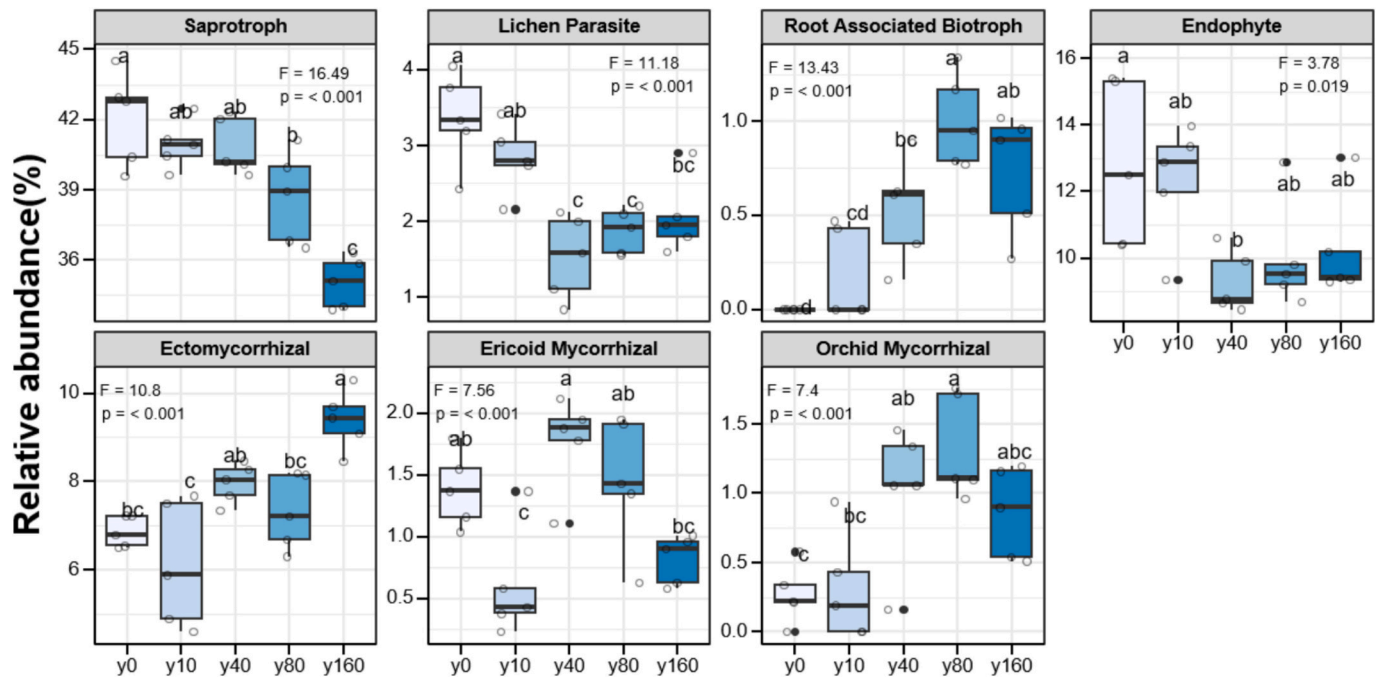 Relative abundance(%)
Saprotroph
45
42
39
36
a
ab
ab
b
c
F = 16.49
p = < 0.001
Lichen Parasite
4
3
2
1
a
ab
c
c
bc
F = 11.18
p = < 0.001
Root Associated Biotroph
1.0
0.5
0.0
F = 13.43
p = < 0.001
d
cd
bc
a
ab
Endophyte
16
14
12
10
a
ab
b
ab
ab
F = 3.78
p = 0.019
y0 y10 y40 y80 y160
Ectomycorrhizal
10
8
6
F = 10.8
p = < 0.001
bc
c
ab
bc
a
y0 y10 y40 y80 y160
Ericoid Mycorrhizal
2.0
1.5
1.0
0.5
F = 7.56
p = < 0.001
ab
c
a
ab
bc
y0 y10 y40 y80 y160
Orchid Mycorrhizal
1.5
1.0
0.5
0.0
F = 7.4
p = < 0.001
c
bc
ab
a
abc
y0 y10 y40 y80 y160